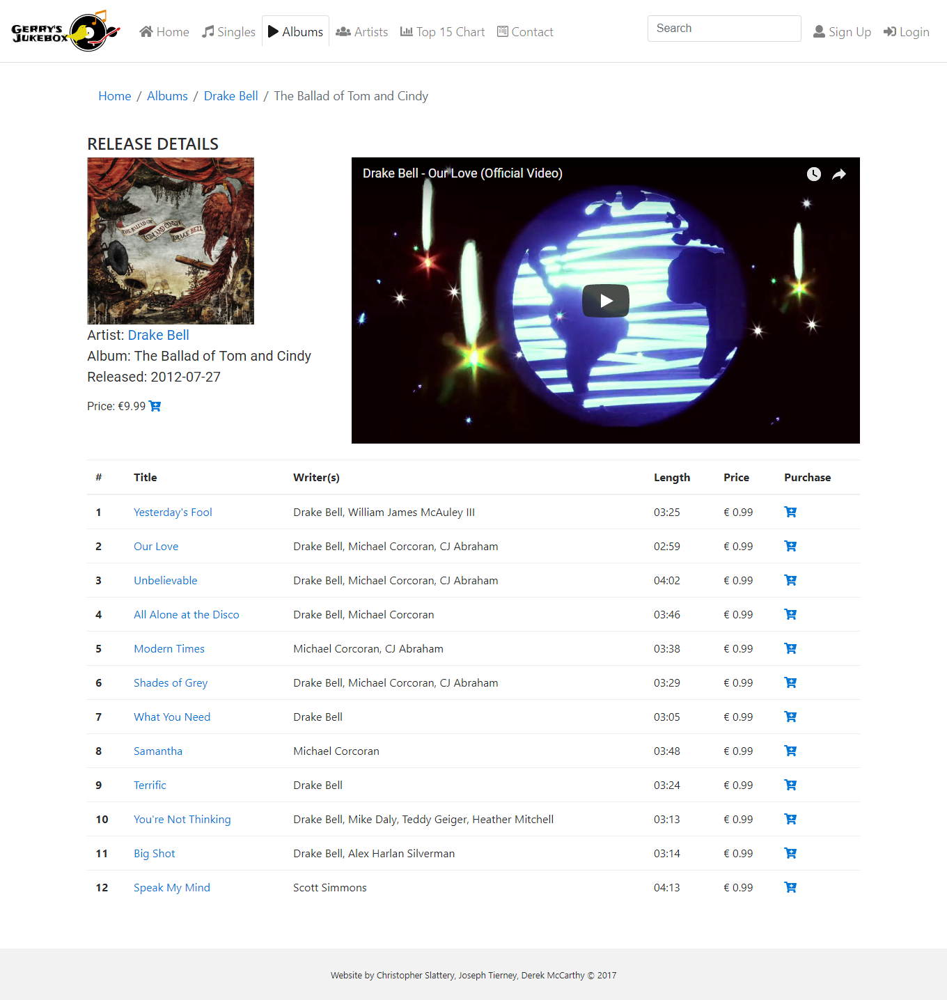 GERRY'S
JUKEBOX
Home
Singles
Albums
Artists
Top 15 Chart
Contact
Search
Sign Up
Login
Home / Albums / Drake Bell / The Ballad of Tom and Cindy
RELEASE DETAILS
THE BALLAD OF
TOM AND CINDY
DRAKE BELL
Artist: Drake Bell
Album: The Ballad of Tom and Cindy
Released: 2012-07-27
Price: €9.99
Drake Bell - Our Love (Official Video)
# Title Writer(s) Length Price Purchase
1 Yesterday's Fool Drake Bell, William James McAuley III 03:25 € 0.99
2 Our Love Drake Bell, Michael Corcoran, CJ Abraham 02:59 € 0.99
3 Unbelievable Drake Bell, Michael Corcoran, CJ Abraham 04:02 € 0.99
4 All Alone at the Disco Drake Bell, Michael Corcoran 03:46 € 0.99
5 Modern Times Michael Corcoran, CJ Abraham 03:38 € 0.99
6 Shades of Grey Drake Bell, Michael Corcoran, CJ Abraham 03:29 € 0.99
7 What You Need Drake Bell 03:05 € 0.99
8 Samantha Michael Corcoran 03:48 € 0.99
9 Terrific Drake Bell 03:24 € 0.99
10 You're Not Thinking Drake Bell, Mike Daly, Teddy Geiger, Heather Mitchell 03:13 € 0.99
11 Big Shot Drake Bell, Alex Harlan Silverman 03:14 € 0.99
12 Speak My Mind Scott Simmons 04:13 € 0.99
Website by Christopher Slattery, Joseph Tierney, Derek McCarthy © 2017